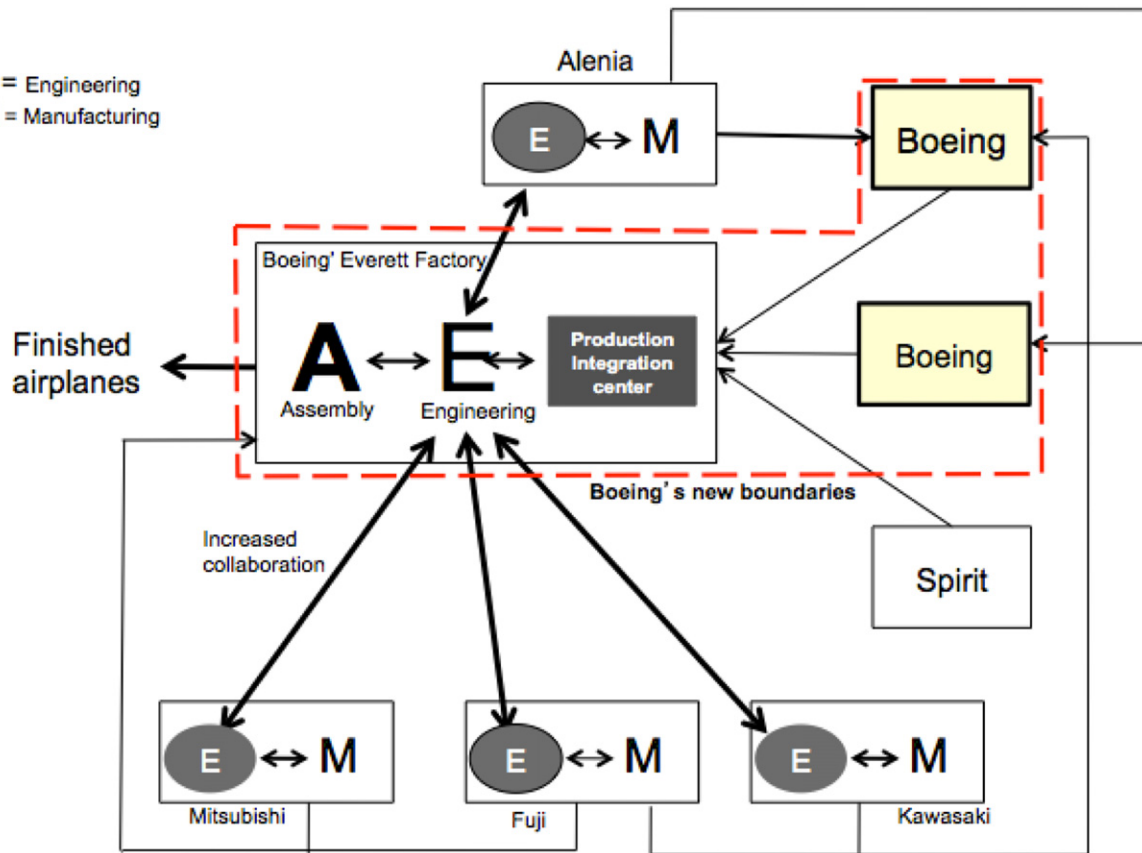 Alenia
= Engineering
= Manufacturing
E
M
Boeing
Boeing' Everett Factory
Finished
airplanes
A
E
Assembly
Engineering
Production
Integration
center
Boeing
Boeing's new boundaries
Increased
collaboration
Spirit
E
M
E
M
E
M
Mitsubishi
Fuji
Kawasaki